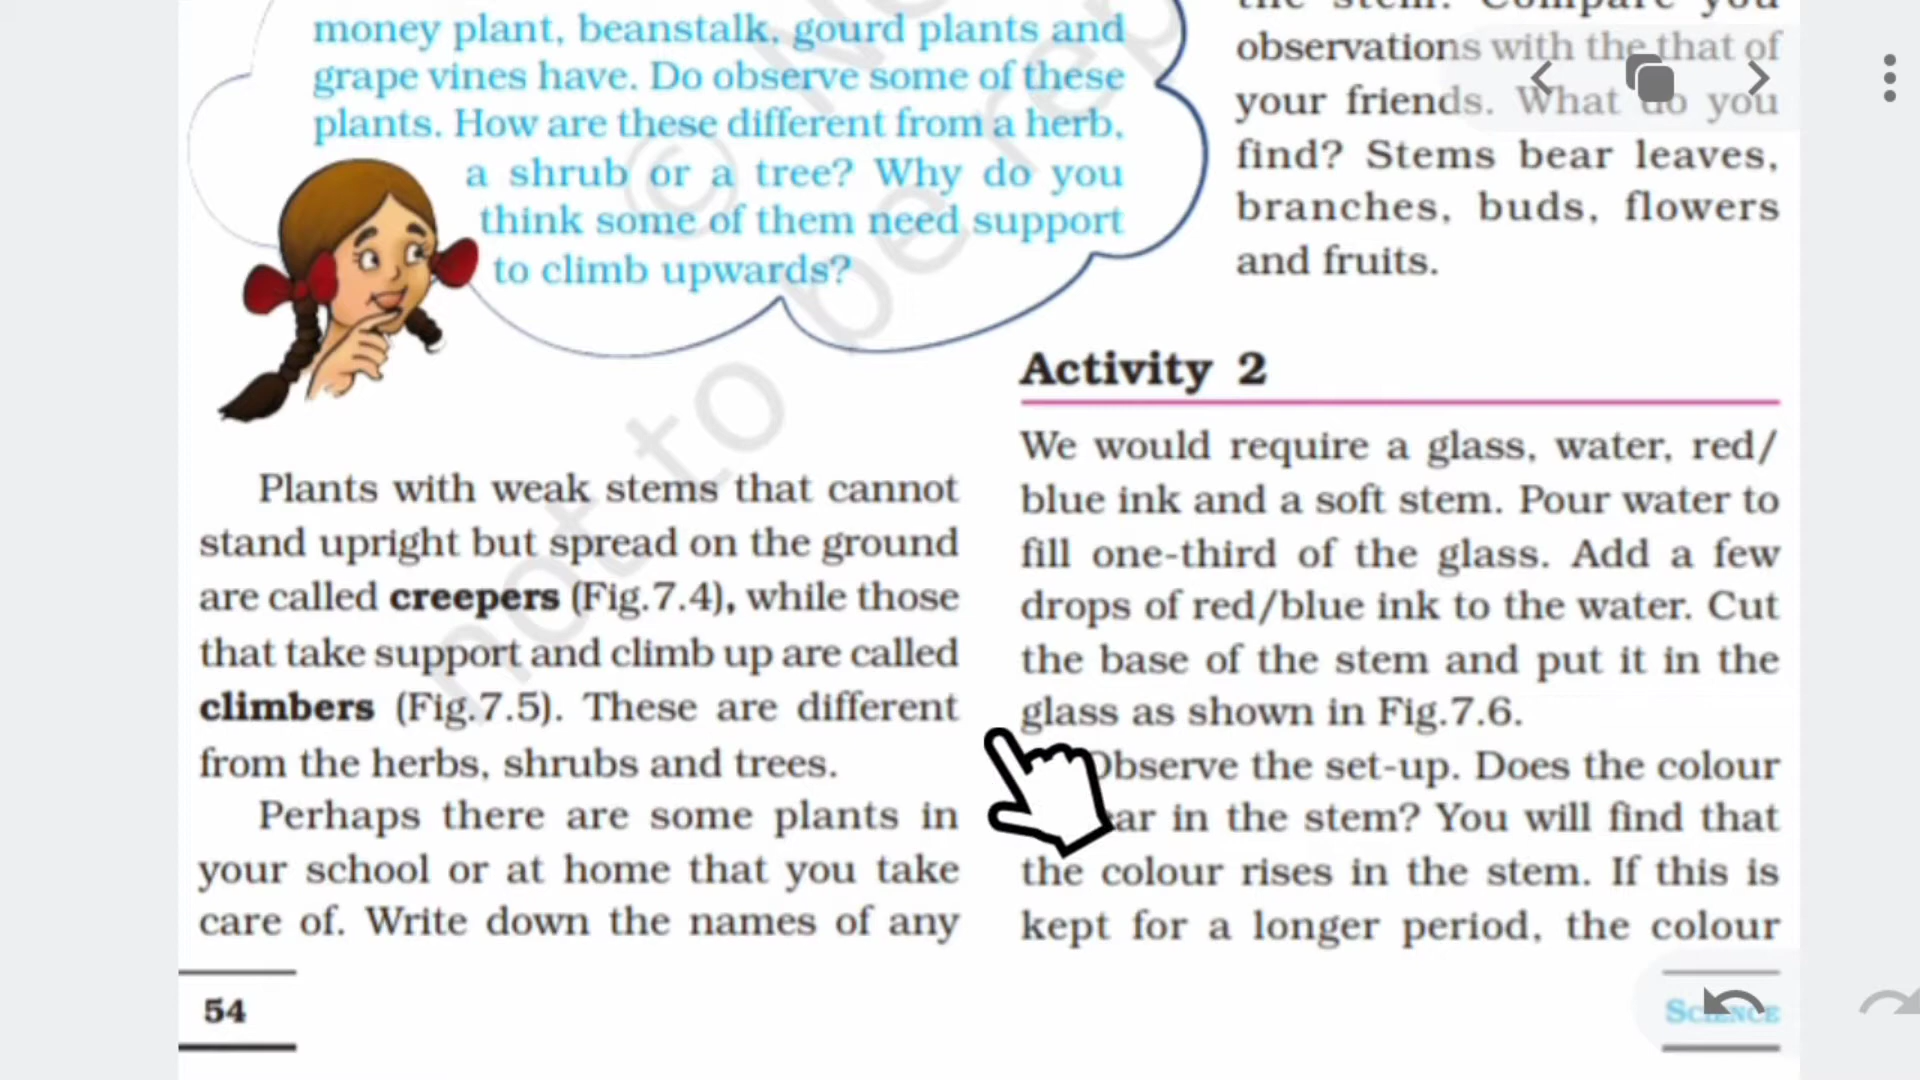 money plant, beanstalk, gourd plants and
grape vines have. Do observe some of these
plants. How are these different from a herb,
a shrub or a tree? Why do you
think some of them need support
to climb upwards?
Plants with weak stems that cannot
stand upright but spread on the ground
are called creepers (Fig.7.4), while those
that take support and climb up are called
climbers (Fig.7.5). These are different
from the herbs, shrubs and trees.
Perhaps there are some plants in
your school or at home that you take
care of. Write down the names of any
54
the stem. Compare you
observations with the that of
your friends. What do you
find? Stems bear leaves,
branches, buds, flowers
and fruits.
Activity 2
We would require a glass, water, red/
blue ink and a soft stem. Pour water to
fill one-third of the glass. Add a few
drops of red/blue ink to the water. Cut
the base of the stem and put it in the
glass as shown in Fig.7.6.
Observe the set-up. Does the colour
in the stem? You will find that
the colour rises in the stem. If this is
kept for a longer period, the colour
SCIENCE
© not to be